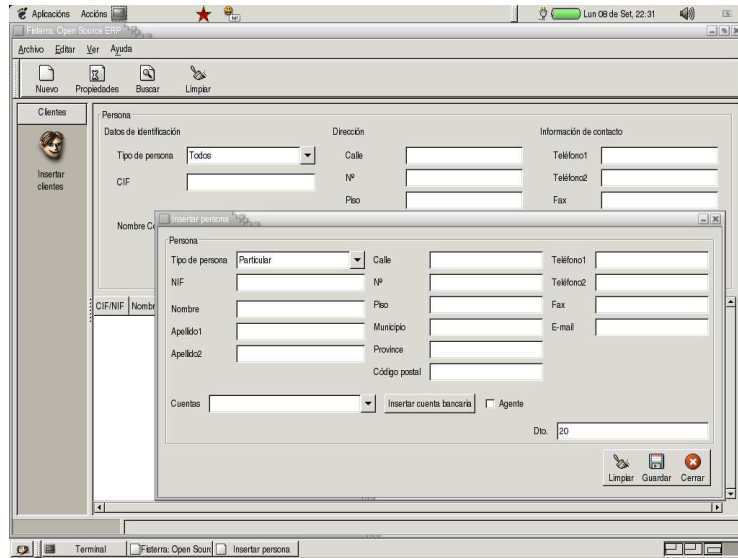 Aplicacións Accións Lun 08 de Set, 22:31
Fisterra: Open Source ERP
Archivo Editar Ver Ayuda
Nuevo Propiedades Buscar Limpiar
Clientes
Insertar
clientes
Persona
Datos de identificación Dirección Información de contacto
Tipo de persona Todos Calle Teléfono1
CIF Nº Teléfono2
Piso Fax
Nombre Co
CIF/NIF Nombr
Insertar persona
Persona
Tipo de persona Particular Calle Teléfono1
NIF Nº Teléfono2
Nombre Piso Fax
Apellido1 Municipio E-mail
Apellido2 Province
Código postal
Cuentas Insertar cuenta bancaria Agente
Dto. 20
Limpiar Guardar Cerrar
Terminal Fisterra: Open Sourc Insertar persona